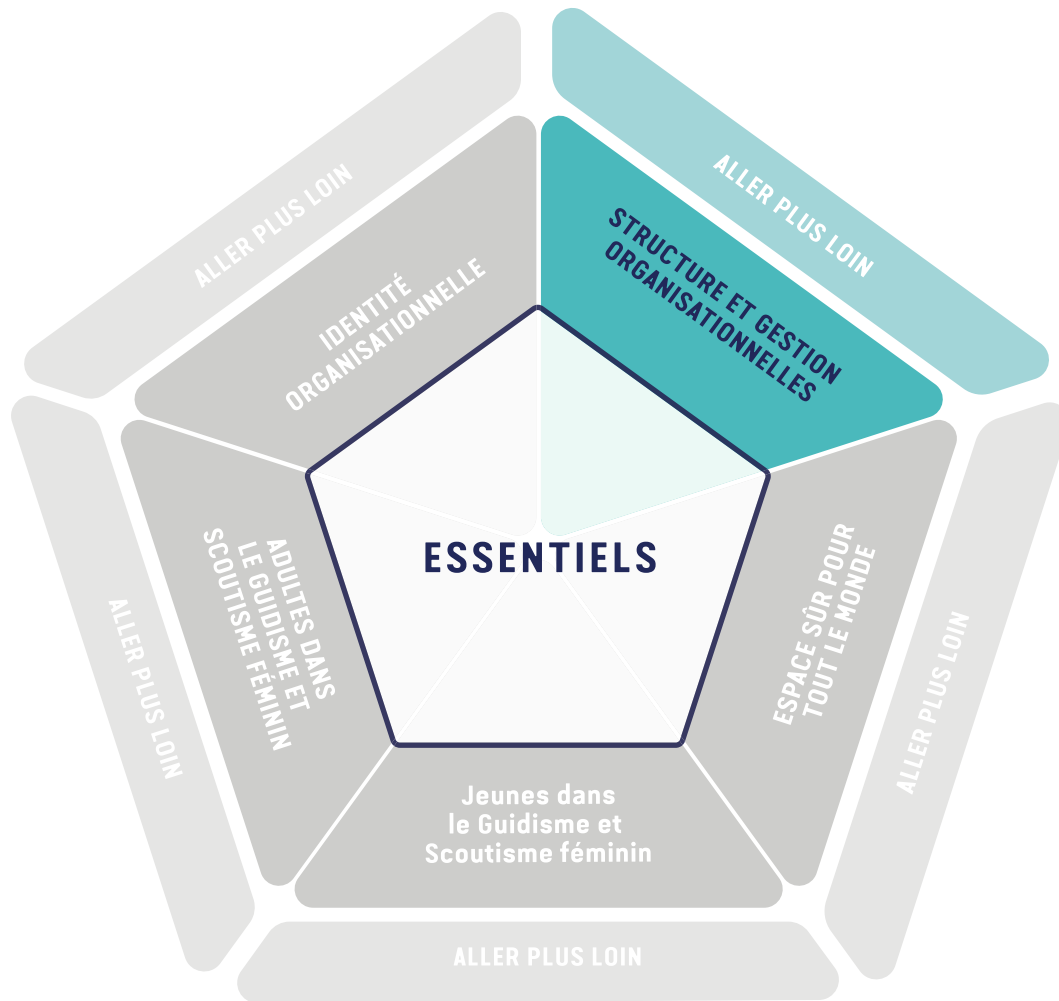 ALLER PLUS LOIN
ALLER PLUS LOIN
IDENTITÉ
ORGANISATIONNELLE
STRUCTURE ET GESTION
ORGANISATIONNELLES
ESSENTIELS
ADULTES DANS
LE GUIDISME ET
SCOUTISME FÉMININ
ESPACE SÛR POUR
TOUT LE MONDE
ALLER PLUS LOIN
ALLER PLUS LOIN
Jeunes dans
le Guidisme et
Scoutisme féminin
ALLER PLUS LOIN